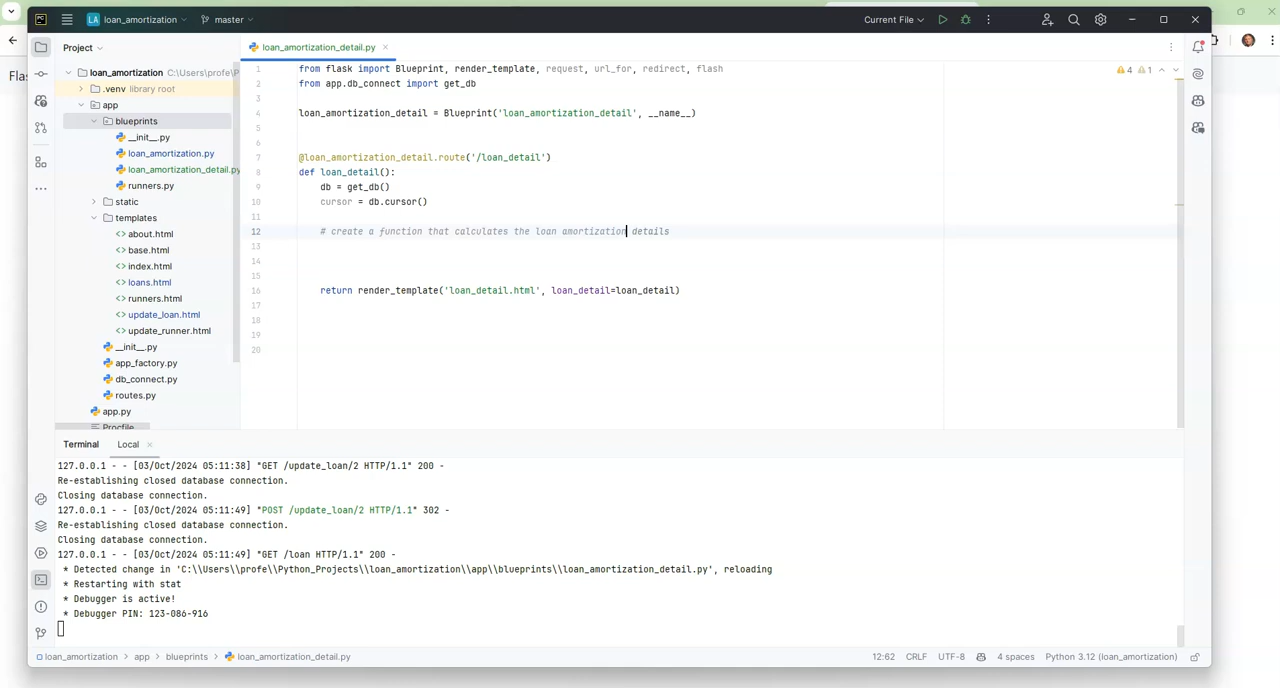 PC
LA loan_amortization
master
Current File
Flas
Project
loan_amortization_detail.py
loan_amortization C:\Users\profe\P
.venv library root
app
blueprints
__init__.py
loan_amortization.py
loan_amortization_detail.py
runners.py
static
templates
about.html
base.html
index.html
loans.html
runners.html
update_loan.html
update_runner.html
__init__.py
app_factory.py
db_connect.py
routes.py
app.py
Procfile
4 1
1 from flask import Blueprint, render_template, request, url_for, redirect, flash
2 from app.db_connect import get_db
3
4 loan_amortization_detail = Blueprint('loan_amortization_detail', __name__)
5
6
7 @loan_amortization_detail.route('/loan_detail')
8 def loan_detail():
9 db = get_db()
10 cursor = db.cursor()
11
12 # create a function that calculates the loan amortization details
13
14
15
16 return render_template('loan_detail.html', loan_detail=loan_detail)
17
18
19
20
Terminal Local
127.0.0.1 - - [03/Oct/2024 05:11:38] "GET /update_loan/2 HTTP/1.1" 200 -
Re-establishing closed database connection.
Closing database connection.
127.0.0.1 - - [03/Oct/2024 05:11:49] "POST /update_loan/2 HTTP/1.1" 302 -
Re-establishing closed database connection.
Closing database connection.
127.0.0.1 - - [03/Oct/2024 05:11:49] "GET /loan HTTP/1.1" 200 -
* Detected change in 'C:\\Users\\profe\\Python_Projects\\loan_amortization\\app\\blueprints\\loan_amortization_detail.py', reloading
* Restarting with stat
* Debugger is active!
* Debugger PIN: 123-086-916
loan_amortization > app > blueprints > loan_amortization_detail.py
12:62 CRLF UTF-8 4 spaces Python 3.12 (loan_amortization)